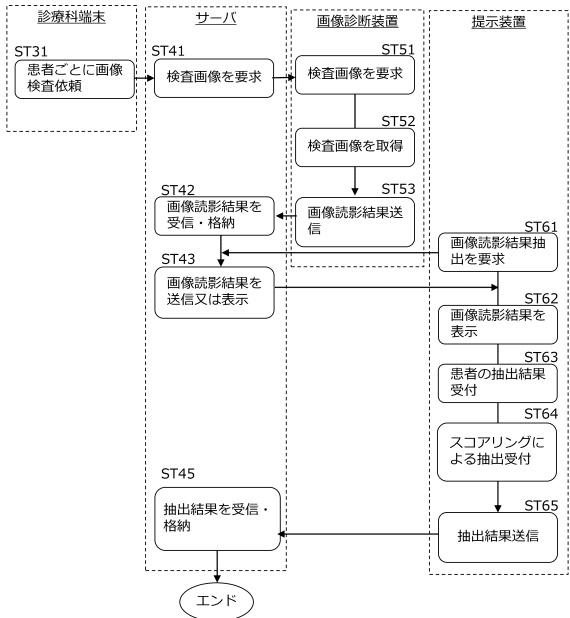 診療科端末
サーバ
画像診断装置
提示装置
ST31
患者ごとに画像
検査依頼
ST41
検査画像を要求
ST51
検査画像を要求
ST52
検査画像を取得
ST53
画像読影結果送
信
ST42
画像読影結果を
受信・格納
ST61
画像読影結果抽
出を要求
ST43
画像読影結果を
送信又は表示
ST62
画像読影結果を
表示
ST63
患者の抽出結果
受付
ST64
スコアリングに
よる抽出受付
ST45
抽出結果を受信・
格納
ST65
抽出結果送信
エンド